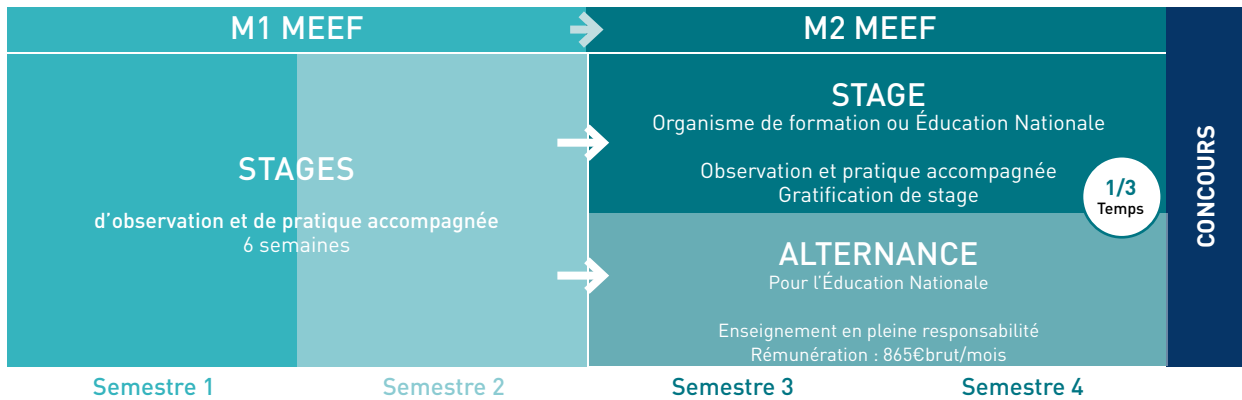 M1 MEEF
M2 MEEF
STAGES
d'observation et de pratique accompagnée
6 semaines
STAGE
Organisme de formation ou Éducation Nationale
Observation et pratique accompagnée
Gratification de stage
1/3
Temps
ALTERNANCE
Pour l'Éducation Nationale
Enseignement en pleine responsabilité
Rémunération : 865€brut/mois
CONCOURS
Semestre 1
Semestre 2
Semestre 3
Semestre 4